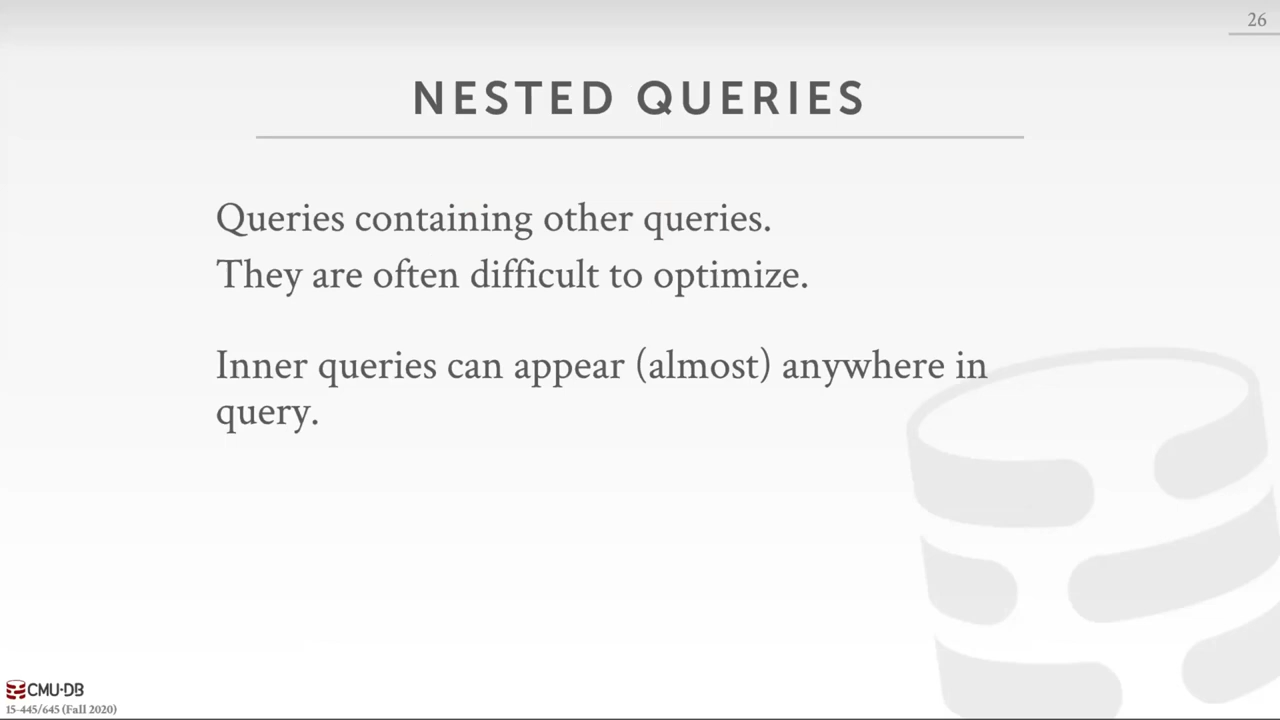 26
NESTED QUERIES
Queries containing other queries.
They are often difficult to optimize.
Inner queries can appear (almost) anywhere in
query.
CMU·DB
15-445/645 (Fall 2020)